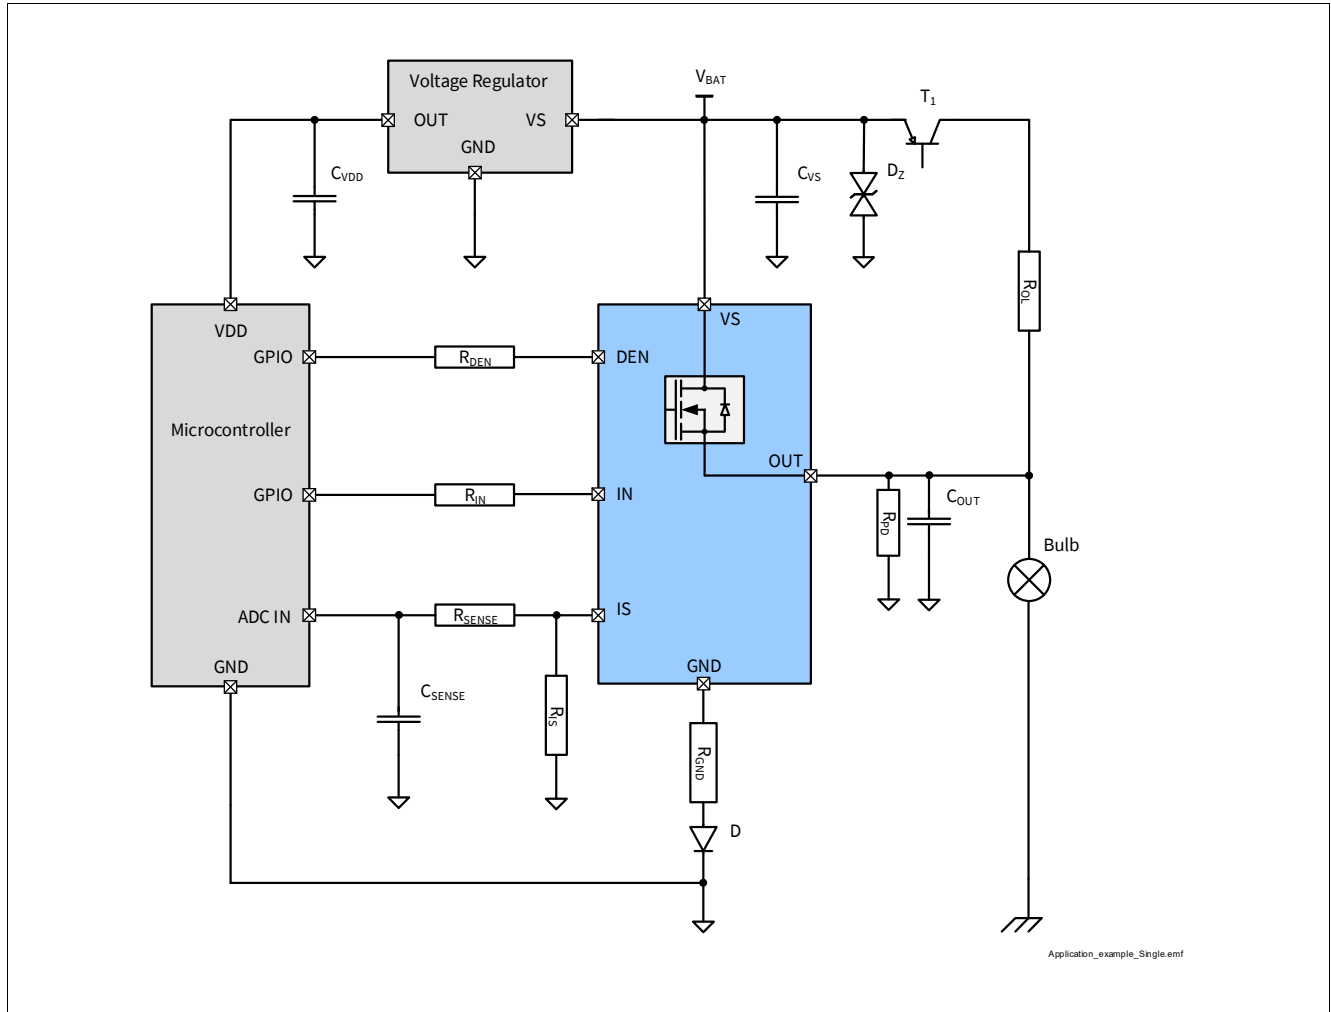 Voltage Regulator
OUT
VS
GND
VBAT
T1
CVDD
CVS
DZ
ROL
VDD
VS
GPIO
RDEN
DEN
Microcontroller
OUT
GPIO
RIN
IN
COUT
RPD
Bulb
ADC IN
RSENSE
IS
GND
GND
CSENSE
RIS
RGND
D
Application_example_Single.emf